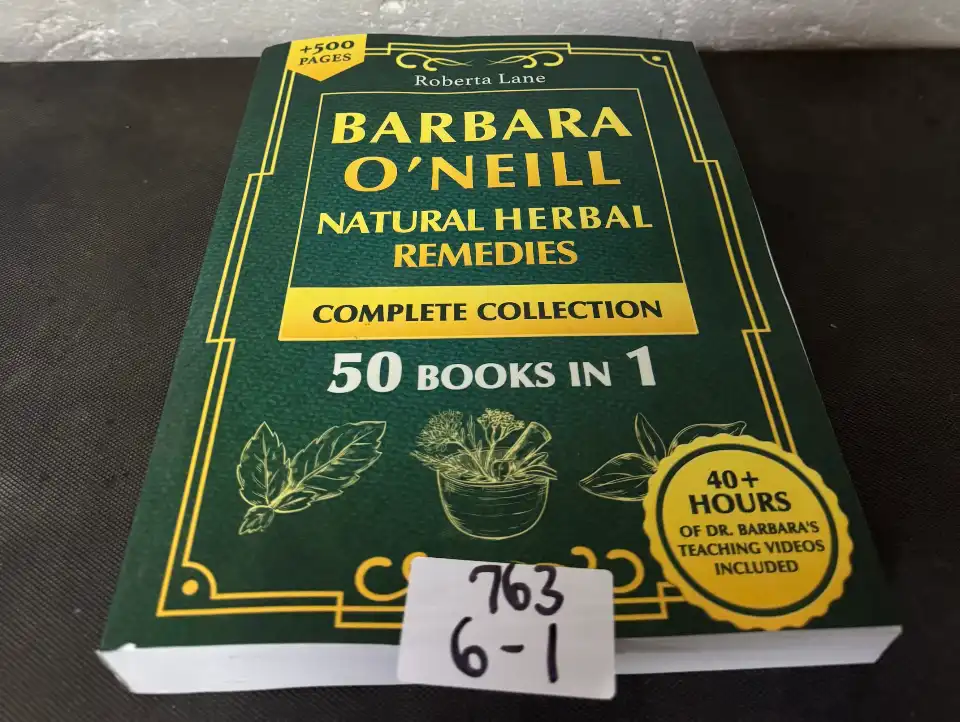 +500
PAGES
Roberta Lane
BARBARA
O'NEILL
NATURAL HERBAL
REMEDIES
COMPLETE COLLECTION
50 BOOKS IN 1
40+
HOURS
OF DR. BARBARA'S
TEACHING VIDEOS
INCLUDED
763
6-1